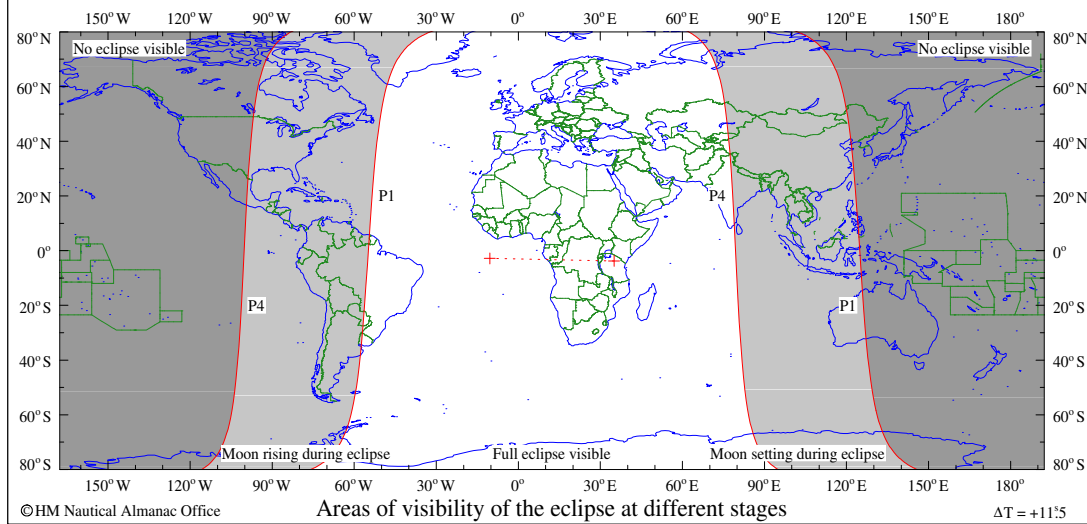 150° W 120° W 90° W 60° W 30° W 0° 30° E 60° E 90° E 120° E 150° E 180°
80° N 80° N
No eclipse visible No eclipse visible
60° N 60° N
40° N 40° N
20° N P1 P4 20° N
0° 0°
20° S P4 P1 20° S
40° S 40° S
60° S 60° S
Moon rising during eclipse Full eclipse visible Moon setting during eclipse
80° S 80° S
150° W 120° W 90° W 60° W 30° W 0° 30° E 60° E 90° E 120° E 150° E 180°
© HM Nautical Almanac Office Areas of visibility of the eclipse at different stages ΔT = +11ˢ.5